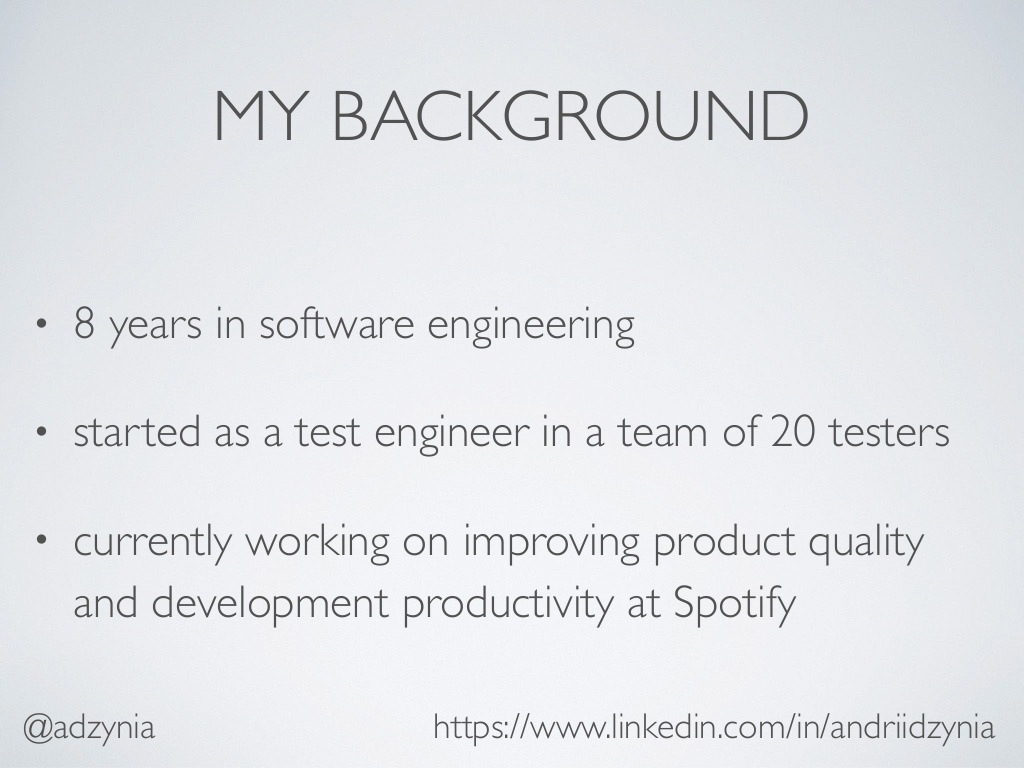 MY BACKGROUND
• 8 years in software engineering
• started as a test engineer in a team of 20 testers
• currently working on improving product quality
and development productivity at Spotify
@adzynia
https://www.linkedin.com/in/andriidzynia